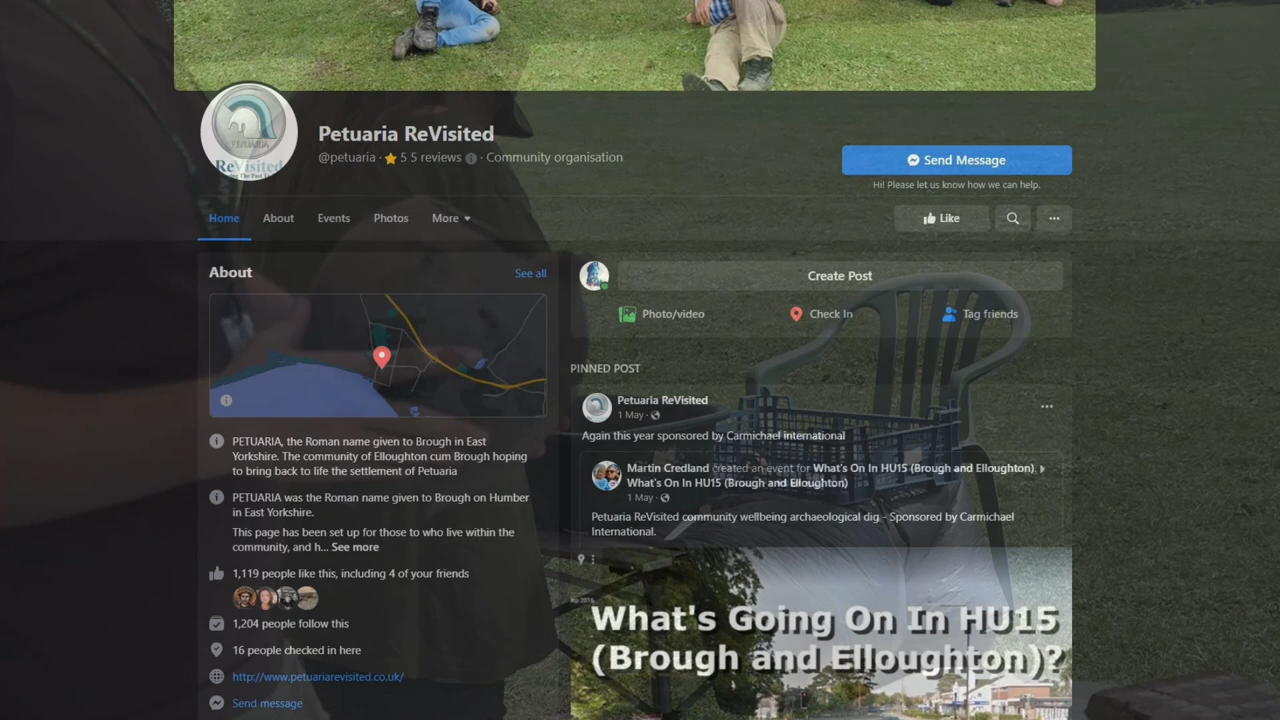 PETUARIA
ReVisited
Petuaria ReVisited
@petuaria · 5 5 reviews · Community organisation
Send Message
Hi! Please let us know how we can help.
Home About Events Photos More
Like
About
See all
Create Post
Photo/video Check In Tag friends
PINNED POST
Petuaria ReVisited
1 May ·
Again this year sponsored by Carmichael international
Martin Credland created an event for What's On In HU15 (Brough and Elloughton)
What's On In HU15 (Brough and Elloughton)
1 May ·
Petuaria ReVisited community wellbeing archaeological dig - Sponsored by Carmichael
International.
What's Going On In HU15
(Brough and Elloughton)?
PETUARIA, the Roman name given to Brough in East
Yorkshire. The community of Elloughton cum Brough hoping
to bring back to life the settlement of Petuaria
PETUARIA was the Roman name given to Brough on Humber
in East Yorkshire.
This page has been set up for those to who live within the
community, and h... See more
1,119 people like this, including 4 of your friends
1,204 people follow this
16 people checked in here
http://www.petuariarevisited.co.uk/
Send message